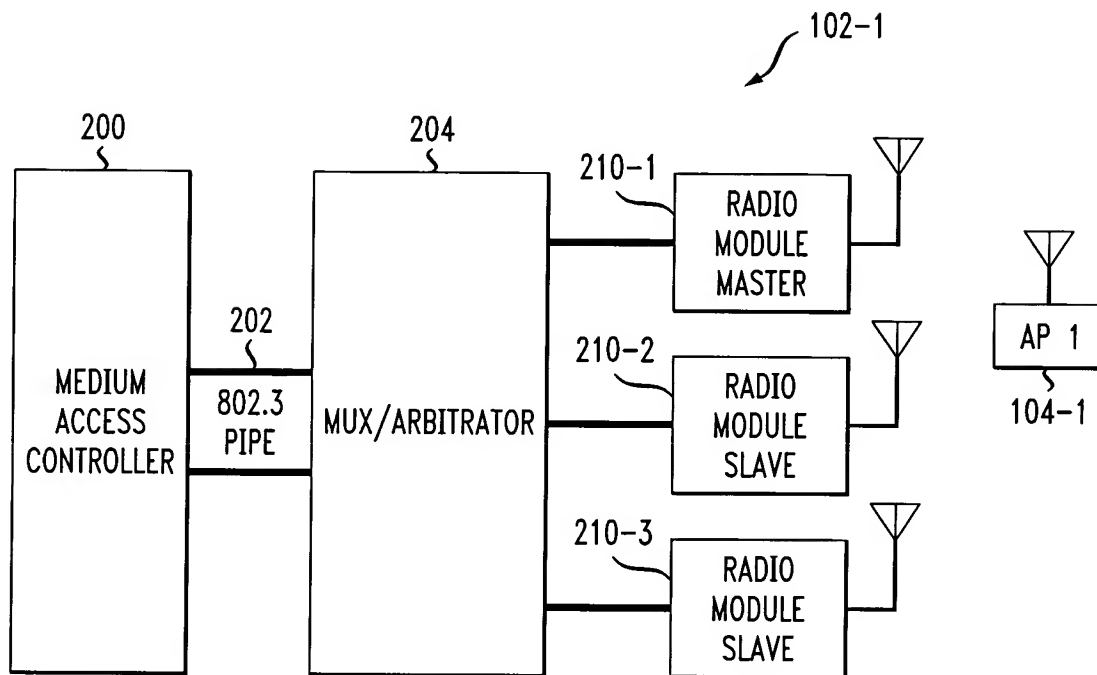 102-1
200
204
210-1
RADIO
MODULE
MASTER
202
802.3
PIPE
MEDIUM
ACCESS
CONTROLLER
MUX/ARBITRATOR
210-2
RADIO
MODULE
SLAVE
AP 1
104-1
210-3
RADIO
MODULE
SLAVE